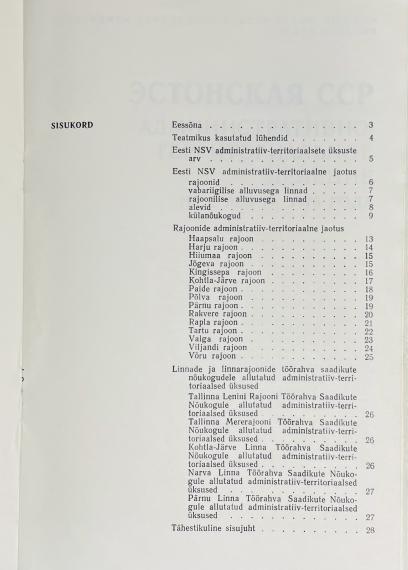 ЭСТОНСКАЯ ССР
SISUKORD
Eessõna . . . . . . . . . . . . . . 3
Teatmikus kasutatud lühendid . . . . . . . 4
Eesti NSV administratiiv-territoriaalsete üksuste
arv . . . . . . . . . . . . . . 5
Eesti NSV administratiiv-territoriaalne jaotus
rajoonid . . . . . . . . . . . . 6
vabariigilise alluvusega linnad . . . . . 7
rajoonilise alluvusega linnad . . . . . 7
alevid . . . . . . . . . . . . . 8
külanõukogud . . . . . . . . . . . 9
Rajoonide administratiiv-territoriaalne jaotus
Haapsalu rajoon . . . . . . . . . . 13
Harju rajoon . . . . . . . . . . . 14
Hiiumaa rajoon . . . . . . . . . . 15
Jõgeva rajoon . . . . . . . . . . . 15
Kingissepa rajoon . . . . . . . . . 16
Kohtla-Järve rajoon . . . . . . . . . 17
Paide rajoon . . . . . . . . . . . 18
Põlva rajoon . . . . . . . . . . . 19
Pärnu rajoon . . . . . . . . . . . 19
Rakvere rajoon . . . . . . . . . . 20
Rapla rajoon . . . . . . . . . . . 21
Tartu rajoon . . . . . . . . . . . 22
Valga rajoon . . . . . . . . . . . 23
Viljandi rajoon . . . . . . . . . . 24
Võru rajoon . . . . . . . . . . . 25
Linnade ja linnarajoonide töörahva saadikute
nõukogudele allutatud administratiiv-terri-
toriaalsed üksused
Tallinna Lenini Rajooni Töörahva Saadikute
Nõukogule allutatud administratiiv-terri-
toriaalsed üksused . . . . . . . . . 26
Tallinna Mererajooni Töörahva Saadikute
Nõukogule allutatud administratiiv-terri-
toriaalsed üksused . . . . . . . . . 26
Kohtla-Järve Linna Töörahva Saadikute
Nõukogule allutatud administratiiv-terri-
toriaalsed üksused . . . . . . . . . 26
Narva Linna Töörahva Saadikute Nõuko-
gule allutatud administratiiv-territoriaalsed
üksused . . . . . . . . . . . . 27
Pärnu Linna Töörahva Saadikute Nõuko-
gule allutatud administratiiv-territoriaalsed
üksused . . . . . . . . . . . . 27
Tähestikuline sisujuht . . . . . . . . . 28